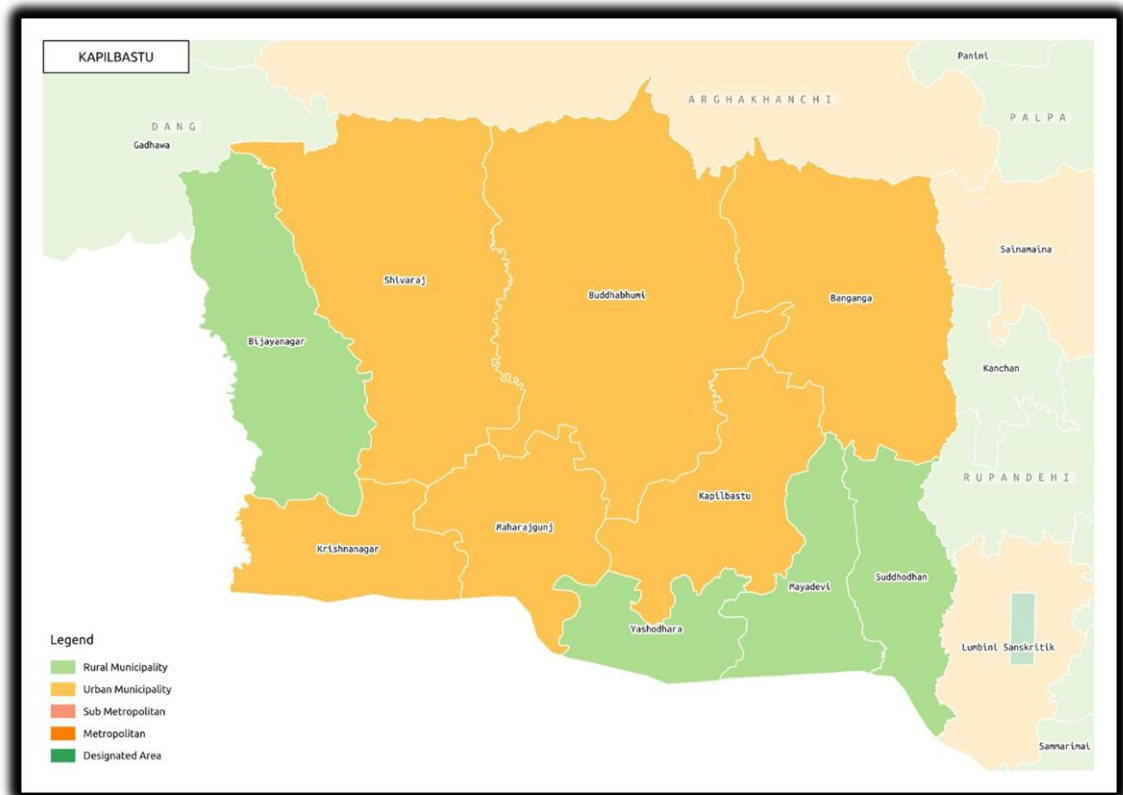 KAPILBASTU
Panimi
ARGHAKHANCHI
PALPA
DANG
Gadhawa
Sainamaina
Shivaraj
Buddhabhumi
Banganga
Bijayanagar
Kanchan
RUPANDEHI
Kapilbastu
Maharajgunj
Krishnanagar
Suddhodhan
Mayadevi
Yashodhara
Lumbini Sanskritik
Sammarimai
Legend
Rural Municipality
Urban Municipality
Sub Metropolitan
Metropolitan
Designated Area